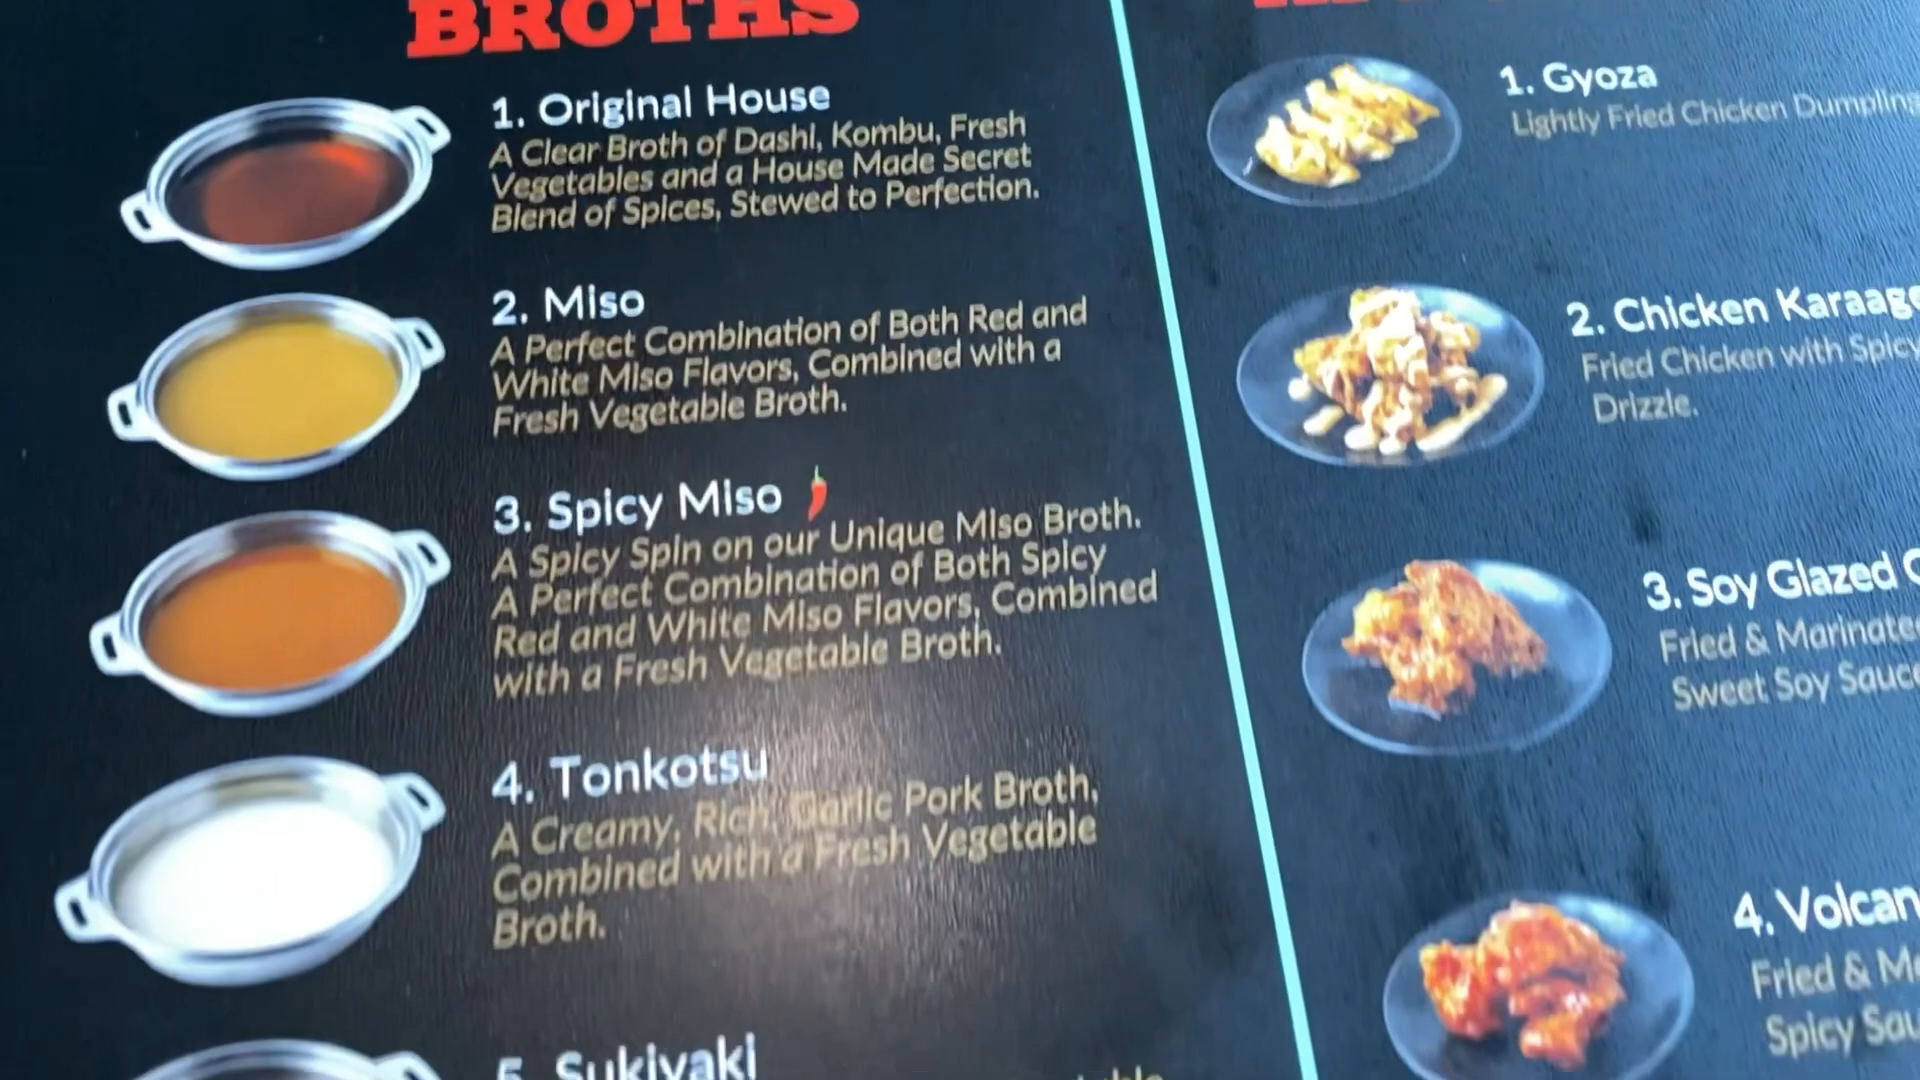 BROTHS
1. Original House
A Clear Broth of Dashi, Kombu, Fresh
Vegetables and a House Made Secret
Blend of Spices, Stewed to Perfection.
2. Miso
A Perfect Combination of Both Red and
White Miso Flavors, Combined with a
Fresh Vegetable Broth.
3. Spicy Miso
A Spicy Spin on our Unique Miso Broth.
A Perfect Combination of Both Spicy
Red and White Miso Flavors, Combined
with a Fresh Vegetable Broth.
4. Tonkotsu
A Creamy, Rich, Garlic Pork Broth,
Combined with a Fresh Vegetable
Broth.
5. Sukiyaki
1. Gyoza
Lightly Fried Chicken Dumpling
2. Chicken Karaage
Fried Chicken with Spicy
Drizzle.
3. Soy Glazed
Fried & Marinate
Sweet Soy Sauce
4. Volcan
Fried &
Spicy Sau